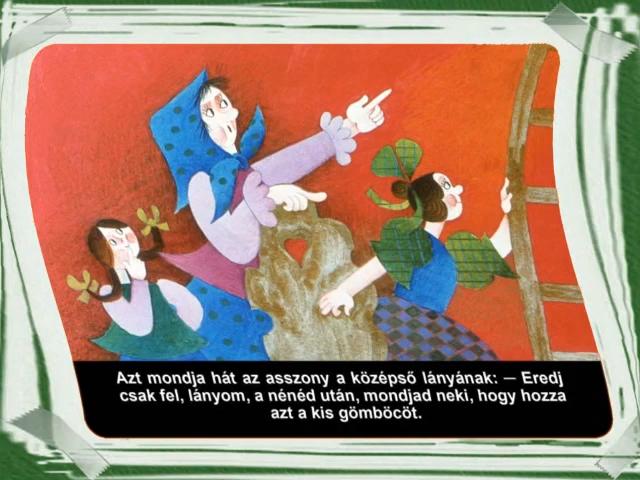 Azt mondja hát az asszony a középső lányának: — Eredj
csak fel, lányom, a nénéd után, mondjad neki, hogy hozza
azt a kis gömböcöt.